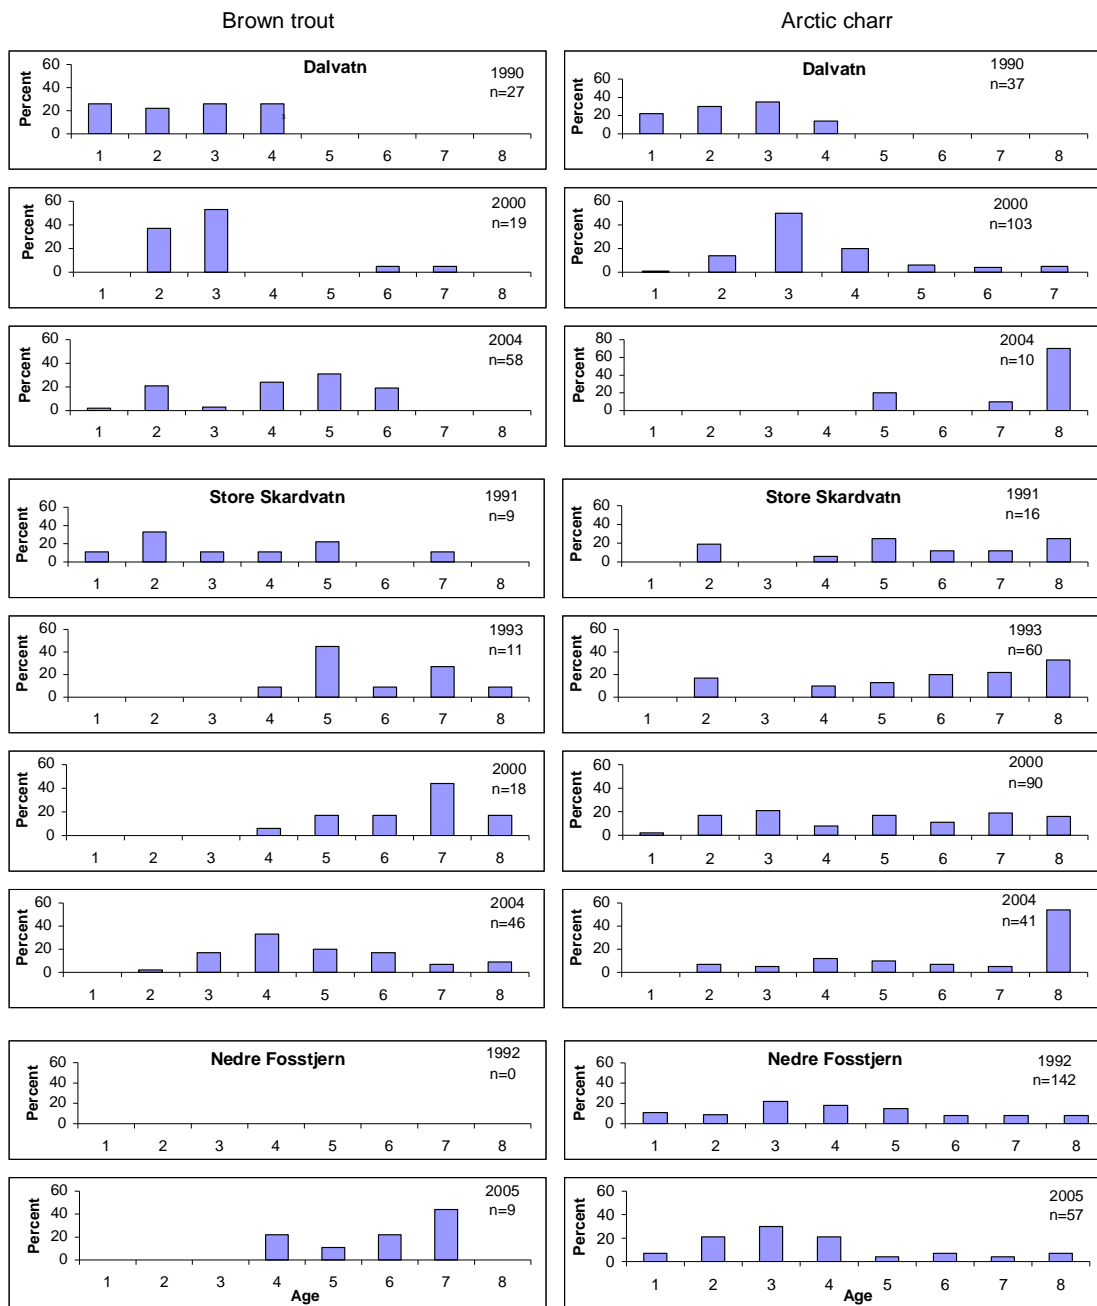 Brown trout
Arctic charr
Dalvatn
1990
n=27
Percent
60
40
20
0
1 2 3 4 5 6 7 8
Dalvatn
1990
n=37
Percent
60
40
20
0
1 2 3 4 5 6 7 8
2000
n=19
Percent
60
40
20
0
1 2 3 4 5 6 7 8
2000
n=103
Percent
60
40
20
0
1 2 3 4 5 6 7
2004
n=58
Percent
60
40
20
0
1 2 3 4 5 6 7 8
2004
n=10
Percent
80
60
40
20
0
1 2 3 4 5 6 7 8
Store Skardvatn
1991
n=9
Percent
60
40
20
0
1 2 3 4 5 6 7 8
Store Skardvatn
1991
n=16
Percent
60
40
20
0
1 2 3 4 5 6 7 8
1993
n=11
Percent
60
40
20
0
1 2 3 4 5 6 7 8
1993
n=60
Percent
60
40
20
0
1 2 3 4 5 6 7 8
2000
n=18
Percent
60
40
20
0
1 2 3 4 5 6 7 8
2000
n=90
Percent
60
40
20
0
1 2 3 4 5 6 7 8
2004
n=46
Percent
60
40
20
0
1 2 3 4 5 6 7 8
2004
n=41
Percent
60
40
20
0
1 2 3 4 5 6 7 8
Nedre Fosstjern
1992
n=0
Percent
60
40
20
0
1 2 3 4 5 6 7 8
Nedre Fosstjern
1992
n=142
Percent
60
40
20
0
1 2 3 4 5 6 7 8
2005
n=9
Percent
60
40
20
0
1 2 3 4 5 6 7 8
Age
2005
n=57
Percent
60
40
20
0
1 2 3 4 5 6 7 8
Age